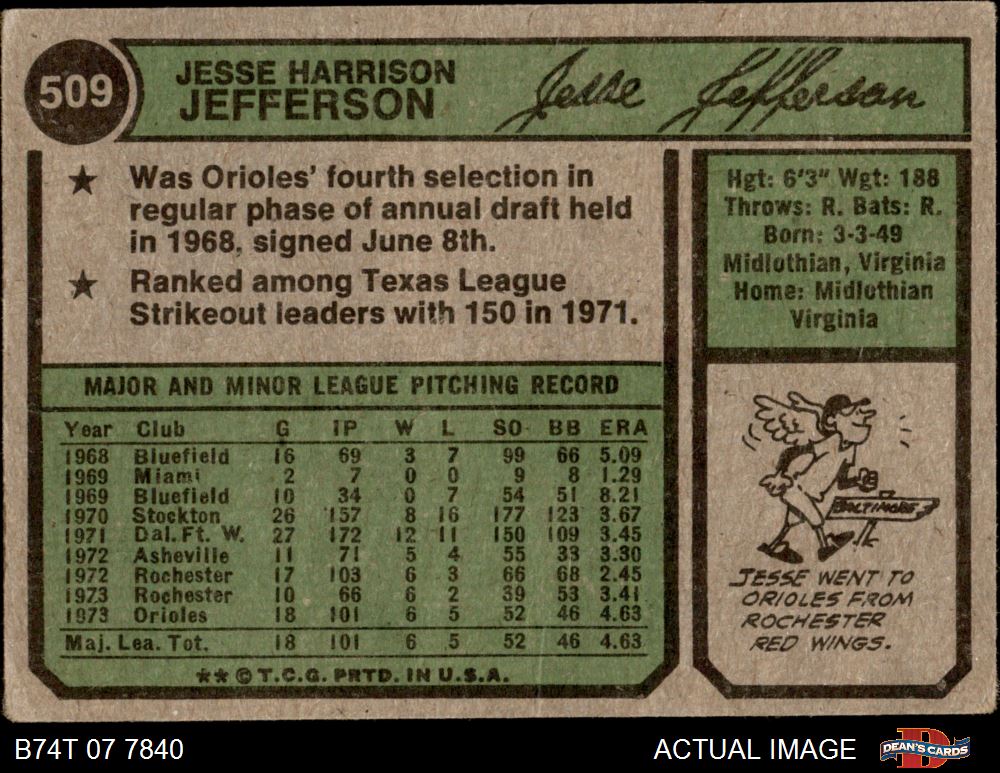 509
JESSE HARRISON
JEFFERSON
Jesse Jefferson
★ Was Orioles' fourth selection in
regular phase of annual draft held
in 1968, signed June 8th.
★ Ranked among Texas League
Strikeout leaders with 150 in 1971.
MAJOR AND MINOR LEAGUE PITCHING RECORD
Year Club G IP W L SO BB ERA
1968 Bluefield 16 69 3 7 99 66 5.09
1969 Miami 2 7 0 0 9 8 1.29
1969 Bluefield 10 34 0 7 54 51 8.21
1970 Stockton 26 157 8 16 177 123 3.67
1971 Dal. Ft. W. 27 172 12 11 150 109 3.45
1972 Asheville 11 71 5 4 55 33 3.30
1972 Rochester 17 103 6 3 66 68 2.45
1973 Rochester 10 66 6 2 39 53 3.41
1973 Orioles 18 101 6 5 52 46 4.63
Maj. Lea. Tot. 18 101 6 5 52 46 4.63
** © T.C.G. PRTD. IN U.S.A.
Hgt: 6'3" Wgt: 188
Throws: R. Bats: R.
Born: 3-3-49
Midlothian, Virginia
Home: Midlothian
Virginia
BALTIMORE
JESSE WENT TO
ORIOLES FROM
ROCHESTER
RED WINGS.
B74T 07 7840
ACTUAL IMAGE
DEAN'S CARDS